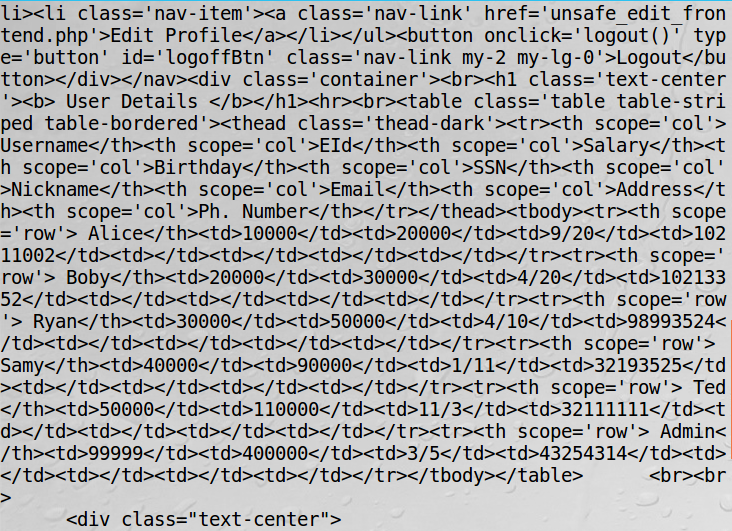 li><li class='nav-item'><a class='nav-link' href='unsafe_edit_fron
tend.php'>Edit Profile</a></li></ul><button onclick='logout()' typ
e='button' id='logoffBtn' class='nav-link my-2 my-lg-0'>Logout</bu
tton></div></nav><div class='container'><br><h1 class='text-center
'><b> User Details </b></h1><hr><br><table class='table table-stri
ped table-bordered'><thead class='thead-dark'><tr><th scope='col'>
Username</th><th scope='col'>EId</th><th scope='col'>Salary</th><t
h scope='col'>Birthday</th><th scope='col'>SSN</th><th scope='col'
>Nickname</th><th scope='col'>Email</th><th scope='col'>Address</t
h><th scope='col'>Ph. Number</th></tr></thead><tbody><tr><th scope
='row'> Alice</th><td>10000</td><td>20000</td><td>9/20</td><td>102
11002</td><td></td><td></td><td></td><td></td></tr><tr><th scope='
row'> Boby</th><td>20000</td><td>30000</td><td>4/20</td><td>102133
52</td><td></td><td></td><td></td><td></td></tr><tr><th scope='row
'> Ryan</th><td>30000</td><td>50000</td><td>4/10</td><td>98993524<
/td><td></td><td></td><td></td><td></td></tr><tr><th scope='row'>
Samy</th><td>40000</td><td>90000</td><td>1/11</td><td>32193525</td
><td></td><td></td><td></td><td></td></tr><tr><th scope='row'> Ted
</th><td>50000</td><td>110000</td><td>11/3</td><td>32111111</td><t
d></td><td></td><td></td><td></td></tr><tr><th scope='row'> Admin<
/th><td>99999</td><td>400000</td><td>3/5</td><td>43254314</td><td>
</td><td></td><td></td><td></td></tr></tbody></table>      <br><br
>
      <div class="text-center">